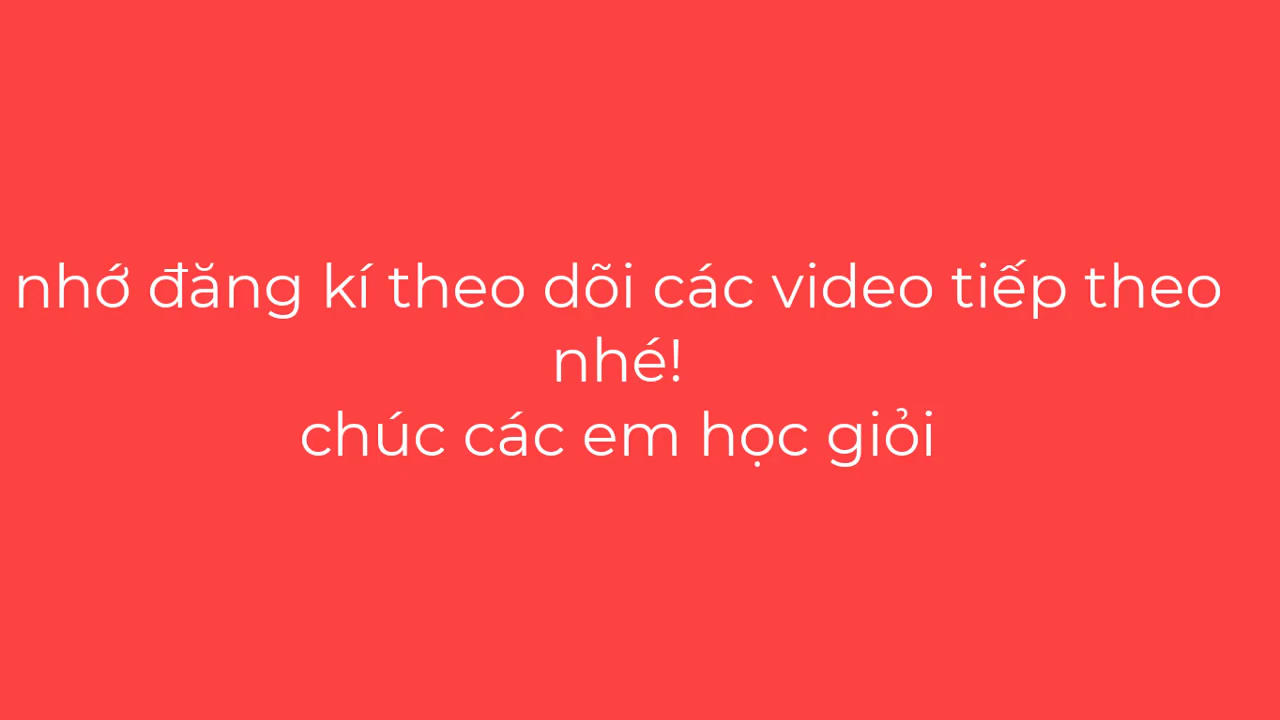 nhớ đăng kí theo dõi các video tiếp theo
nhé!
chúc các em học giỏi